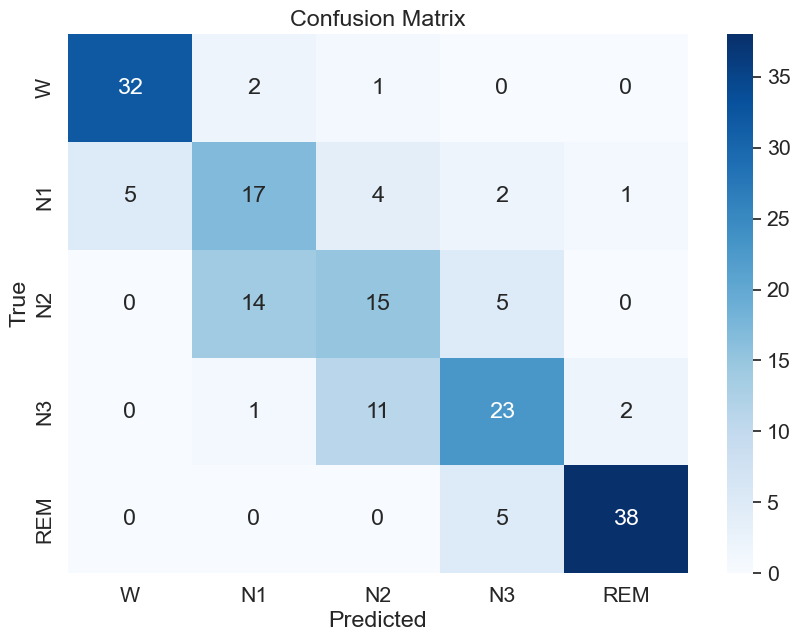 Confusion Matrix
W 32 2 1 0 0
N1 5 17 4 2 1
N2 0 14 15 5 0
N3 0 1 11 23 2
REM 0 0 0 5 38
W N1 N2 N3 REM
True
Predicted
35
30
25
20
15
10
5
0